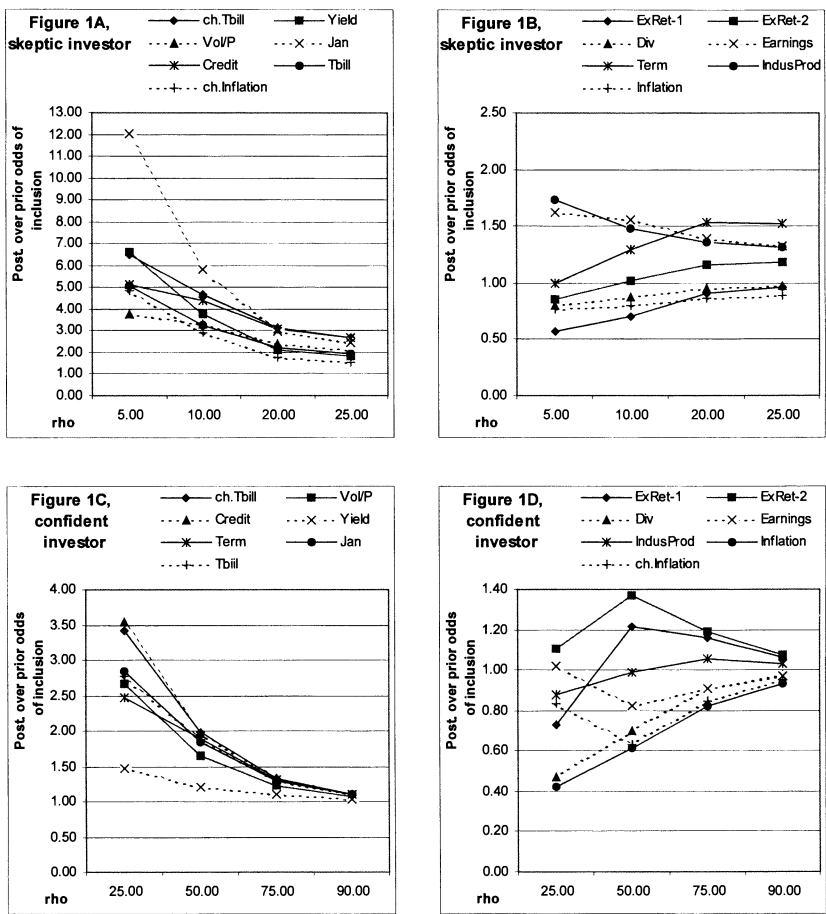 Figure 1A,
skeptic investor
ch.Tbill
Yield
Vol/P
Jan
Credit
Tbill
ch.Inflation
Post. over prior odds of
inclusion
13.00
12.00
11.00
10.00
9.00
8.00
7.00
6.00
5.00
4.00
3.00
2.00
1.00
0.00
rho
5.00 10.00 20.00 25.00
Figure 1B,
skeptic investor
ExRet-1
ExRet-2
Div
Earnings
Term
IndusProd
Inflation
Post. over prior odds of
inclusion
2.50
2.00
1.50
1.00
0.50
0.00
rho
5.00 10.00 20.00 25.00
Figure 1C,
confident
investor
ch.Tbill
Vol/P
Credit
Yield
Term
Jan
Tbiil
Post. over prior odds
of inclusion
4.00
3.50
3.00
2.50
2.00
1.50
1.00
0.50
0.00
rho
25.00 50.00 75.00 90.00
Figure 1D,
confident
investor
ExRet-1
ExRet-2
Div
Earnings
IndusProd
Inflation
ch.Inflation
Post. over prior odds of
inclusion
1.40
1.20
1.00
0.80
0.60
0.40
0.20
0.00
rho
25.00 50.00 75.00 90.00